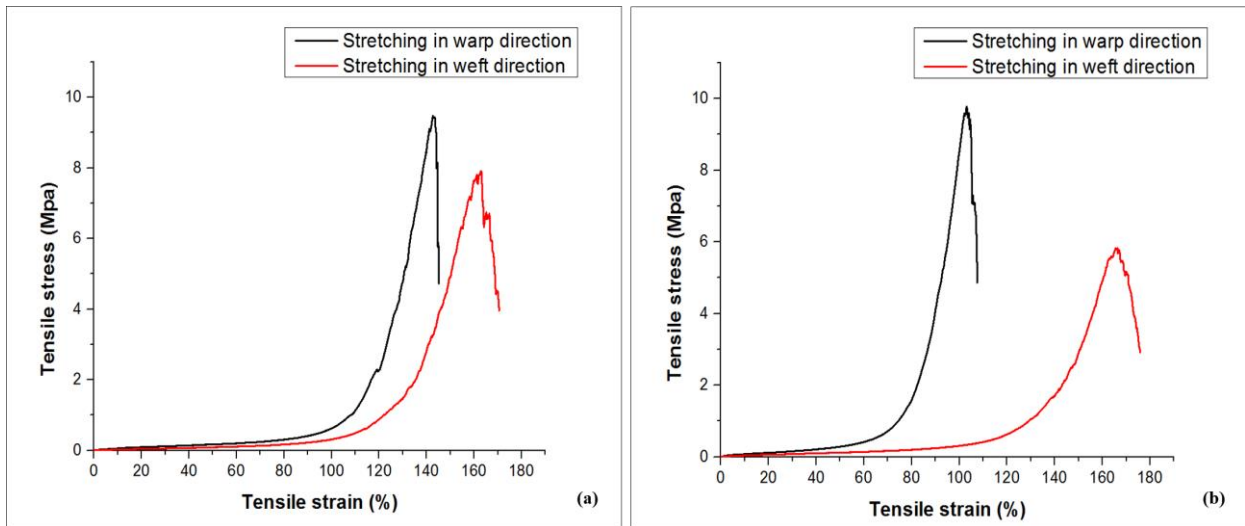 Stretching in warp direction
Stretching in weft direction
10
8
6
4
2
0
Tensile stress (Mpa)
0 20 40 60 80 100 120 140 160 180
Tensile strain (%)
(a)
Stretching in warp direction
Stretching in weft direction
10
8
6
4
2
0
Tensile stress (Mpa)
0 20 40 60 80 100 120 140 160 180
Tensile strain (%)
(b)